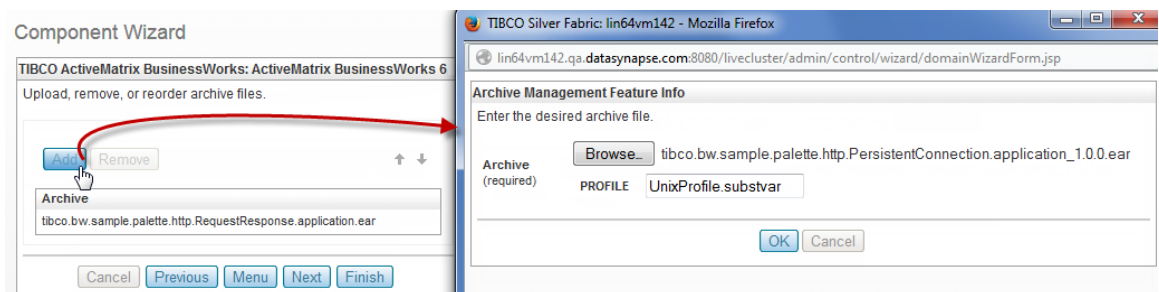 Component Wizard
TIBCO ActiveMatrix BusinessWorks: ActiveMatrix BusinessWorks 6
Upload, remove, or reorder archive files.
Add Remove
Archive
tibco.bw.sample.palette.http.RequestResponse.application.ear
Cancel Previous Menu Next Finish
TIBCO Silver Fabric: lin64vm142 - Mozilla Firefox
lin64vm142.qa.datasynapse.com:8080/livecluster/admin/control/wizard/domainWizardForm.jsp
Archive Management Feature Info
Enter the desired archive file.
Archive
(required)
Browse_ tibco.bw.sample.palette.http.PersistentConnection.application_1.0.0.ear
PROFILE UnixProfile.substvar
OK Cancel